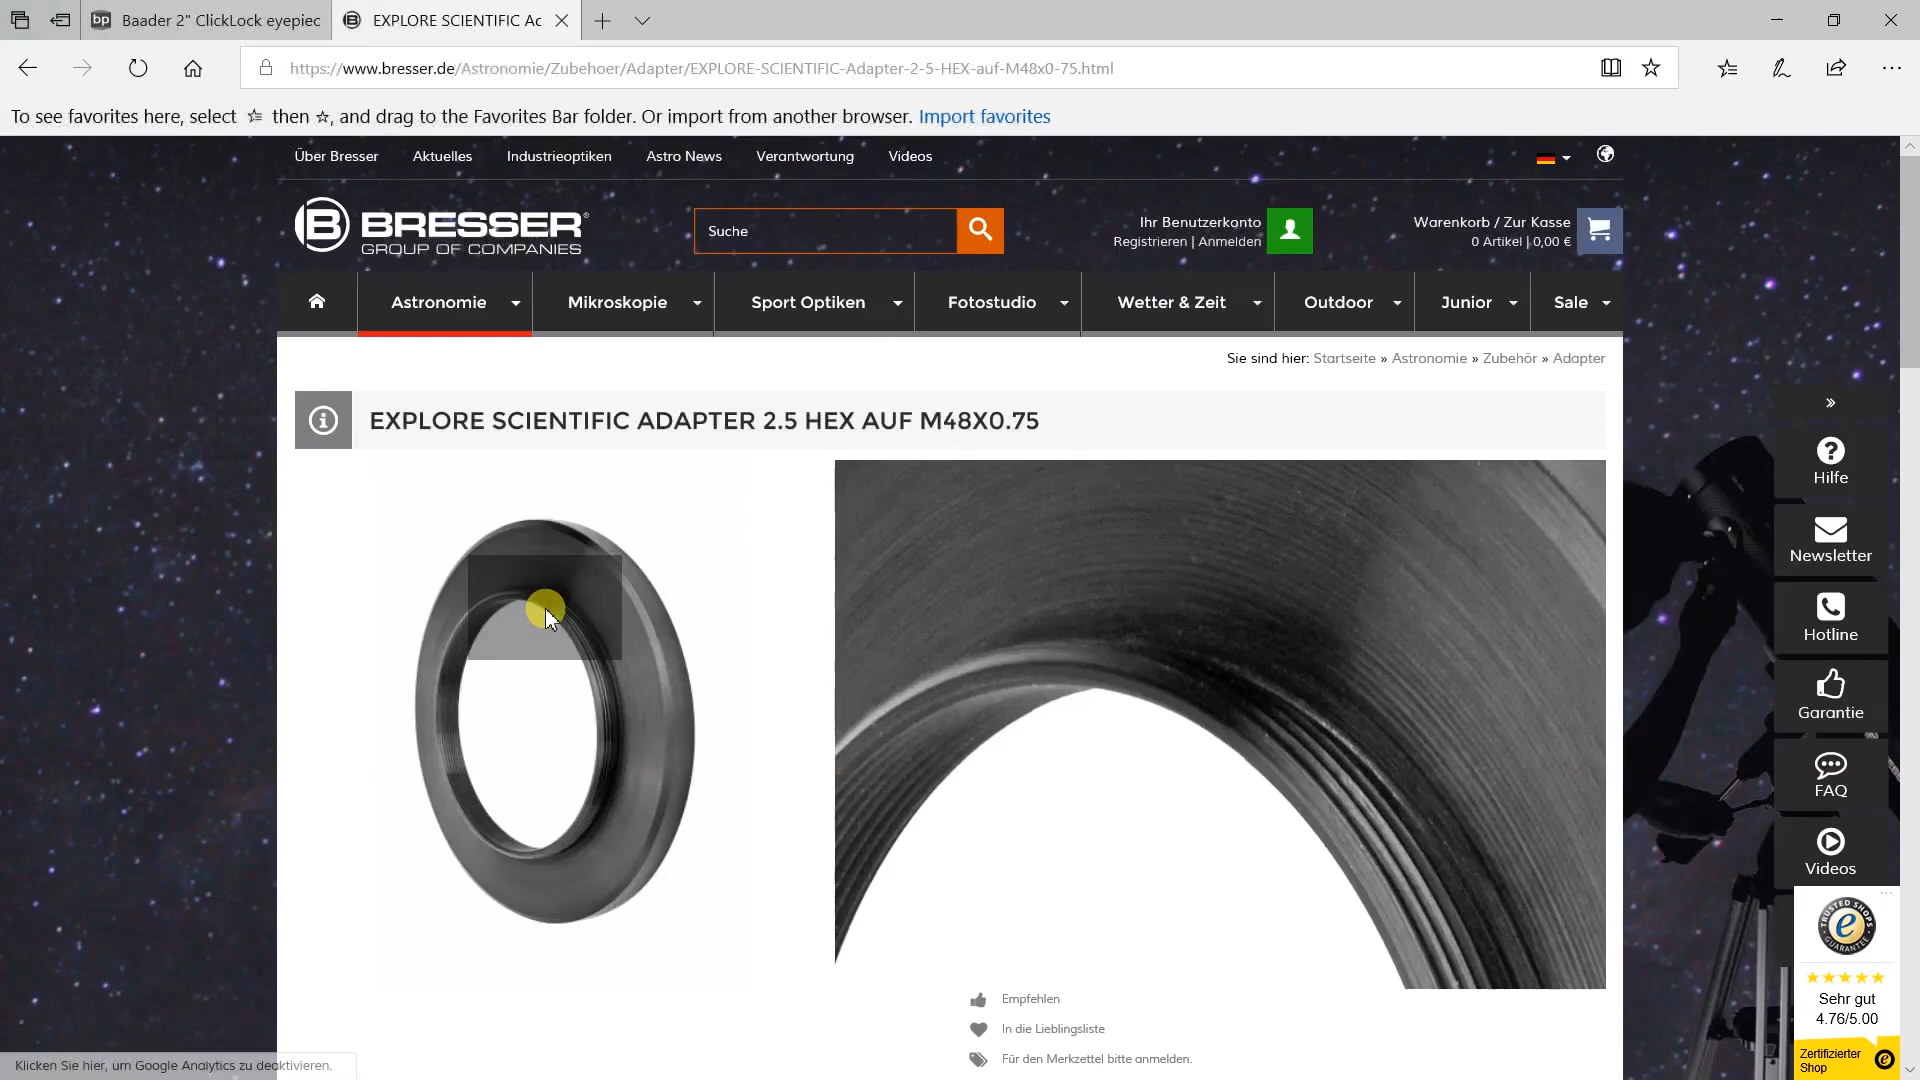 Baader 2" ClickLock eyepiec
EXPLORE SCIENTIFIC Ac
https://www.bresser.de/Astronomie/Zubehoer/Adapter/EXPLORE-SCIENTIFIC-Adapter-2-5-HEX-auf-M48x0-75.html
To see favorites here, select then , and drag to the Favorites Bar folder. Or import from another browser. Import favorites
Über Bresser Aktuelles Industrieoptiken Astro News Verantwortung Videos
BRESSER
GROUP OF COMPANIES
Suche
Ihr Benutzerkonto
Registrieren | Anmelden
Warenkorb / Zur Kasse
0 Artikel | 0,00 €
Astronomie Mikroskopie Sport Optiken Fotostudio Wetter & Zeit Outdoor Junior Sale
Sie sind hier: Startseite » Astronomie » Zubehör » Adapter
EXPLORE SCIENTIFIC ADAPTER 2.5 HEX AUF M48X0.75
Hilfe
Newsletter
Hotline
Garantie
FAQ
Videos
TRUSTED SHOPS
GUARANTEE
Sehr gut
4.76/5.00
Zertifizierter
Shop
Empfehlen
In die Lieblingsliste
Für den Merkzettel bitte anmelden.
Klicken Sie hier, um Google Analytics zu deaktivieren.